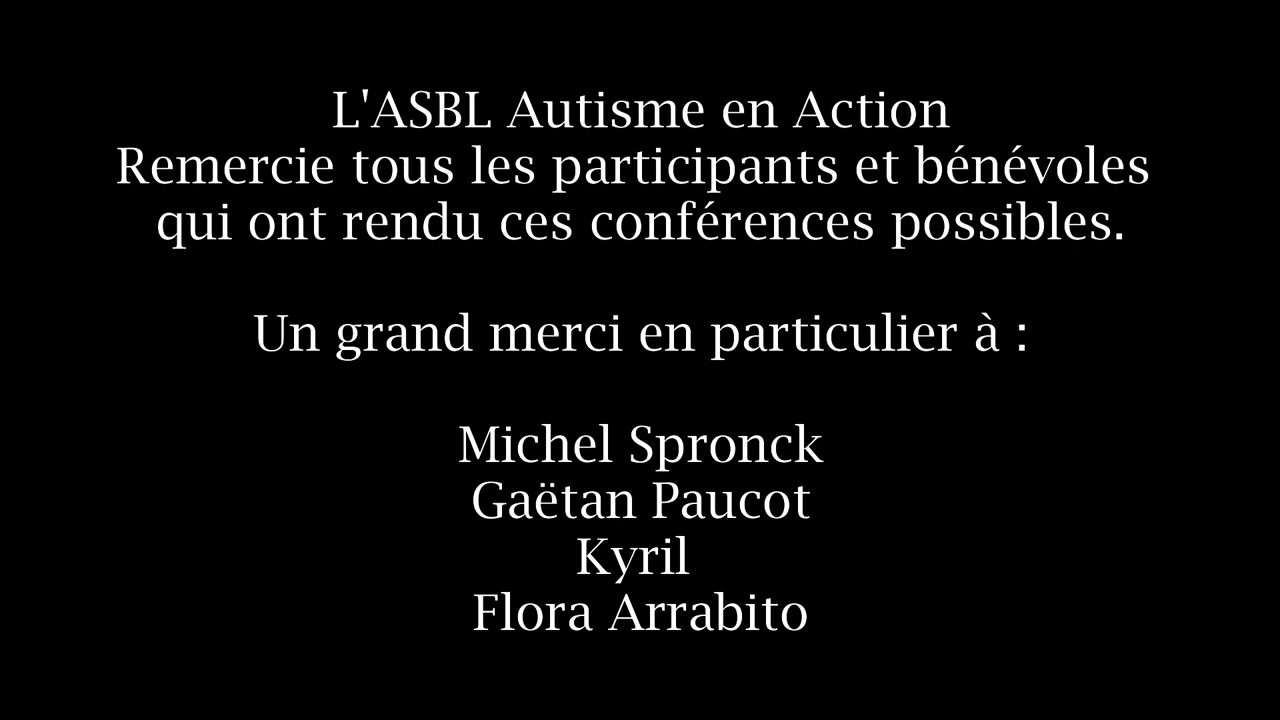 L'ASBL Autisme en Action
Remercie tous les participants et bénévoles
qui ont rendu ces conférences possibles.
Un grand merci en particulier à :
Michel Spronck
Gaëtan Paucot
Kyril
Flora Arrabito